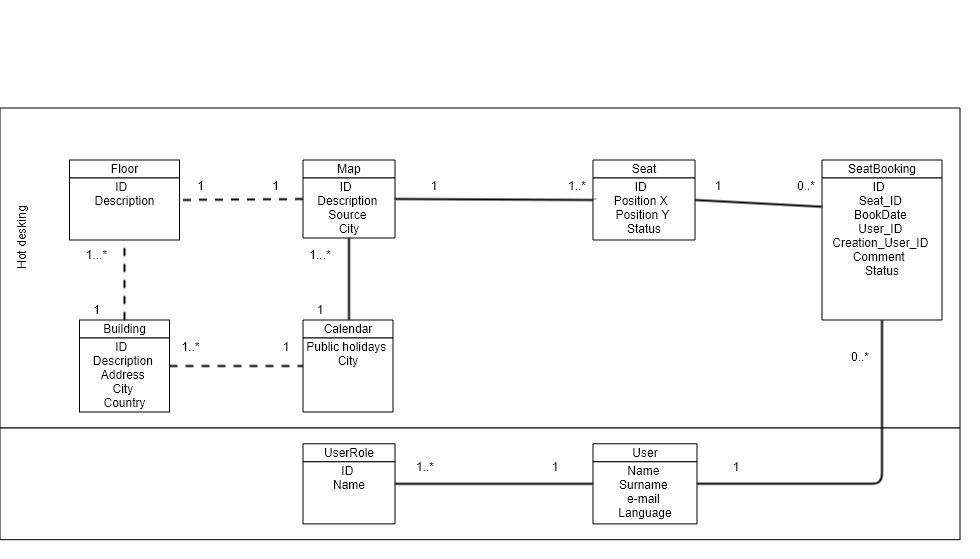 Hot desking
Floor
ID
Description
1
1
Map
ID
Description
Source
City
1
1..*
Seat
ID
Position X
Position Y
Status
1
0..*
SeatBooking
ID
Seat_ID
BookDate
User_ID
Creation_User_ID
Comment
Status
1...*
1
1...*
1
Building
ID
Description
Address
City
Country
1..*
1
Calendar
Public holidays
City
0..*
UserRole
ID
Name
1..*
1
User
Name
Surname
e-mail
Language
1